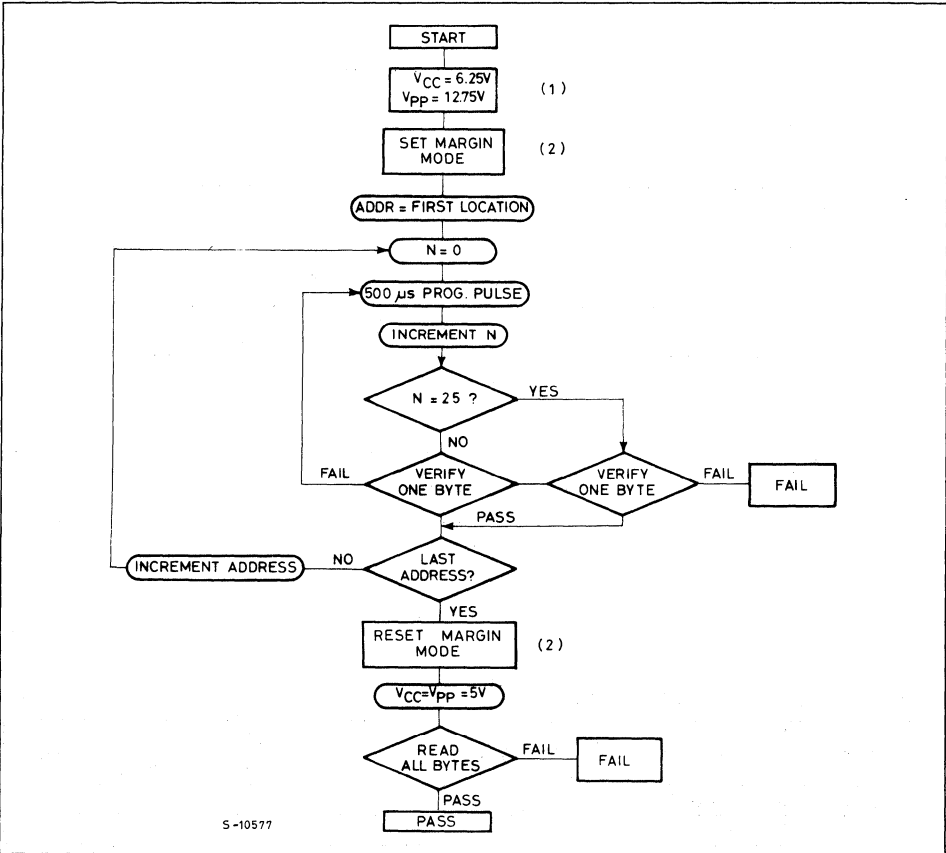 START
VCC = 6.25V
VPP = 12.75V
(1)
SET MARGIN
MODE
(2)
ADDR = FIRST LOCATION
N = 0
500 µs PROG. PULSE
INCREMENT N
N = 25 ?
YES
NO
FAIL
VERIFY
ONE BYTE
VERIFY
ONE BYTE
FAIL
FAIL
PASS
INCREMENT ADDRESS
NO
LAST
ADDRESS?
YES
RESET MARGIN
MODE
(2)
VCC=VPP =5V
READ
ALL BYTES
FAIL
FAIL
PASS
PASS
S-10577